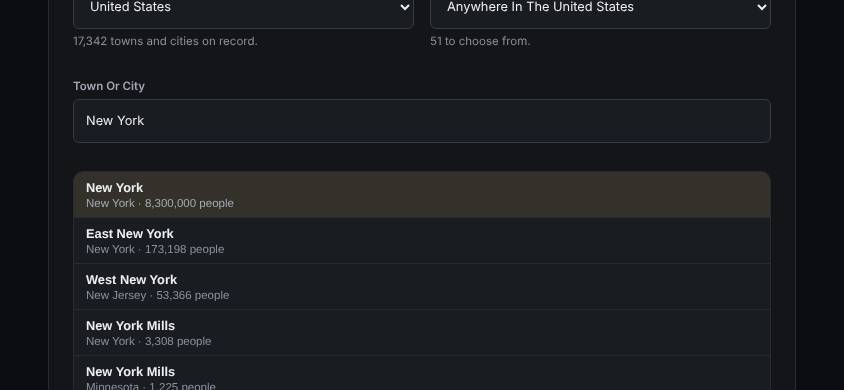 United States
Anywhere In The United States
17,342 towns and cities on record.
51 to choose from.
Town Or City
New York
New York
New York · 8,300,000 people
East New York
New York · 173,198 people
West New York
New Jersey · 53,366 people
New York Mills
New York · 3,308 people
New York Mills
Minnesota · 1,225 people